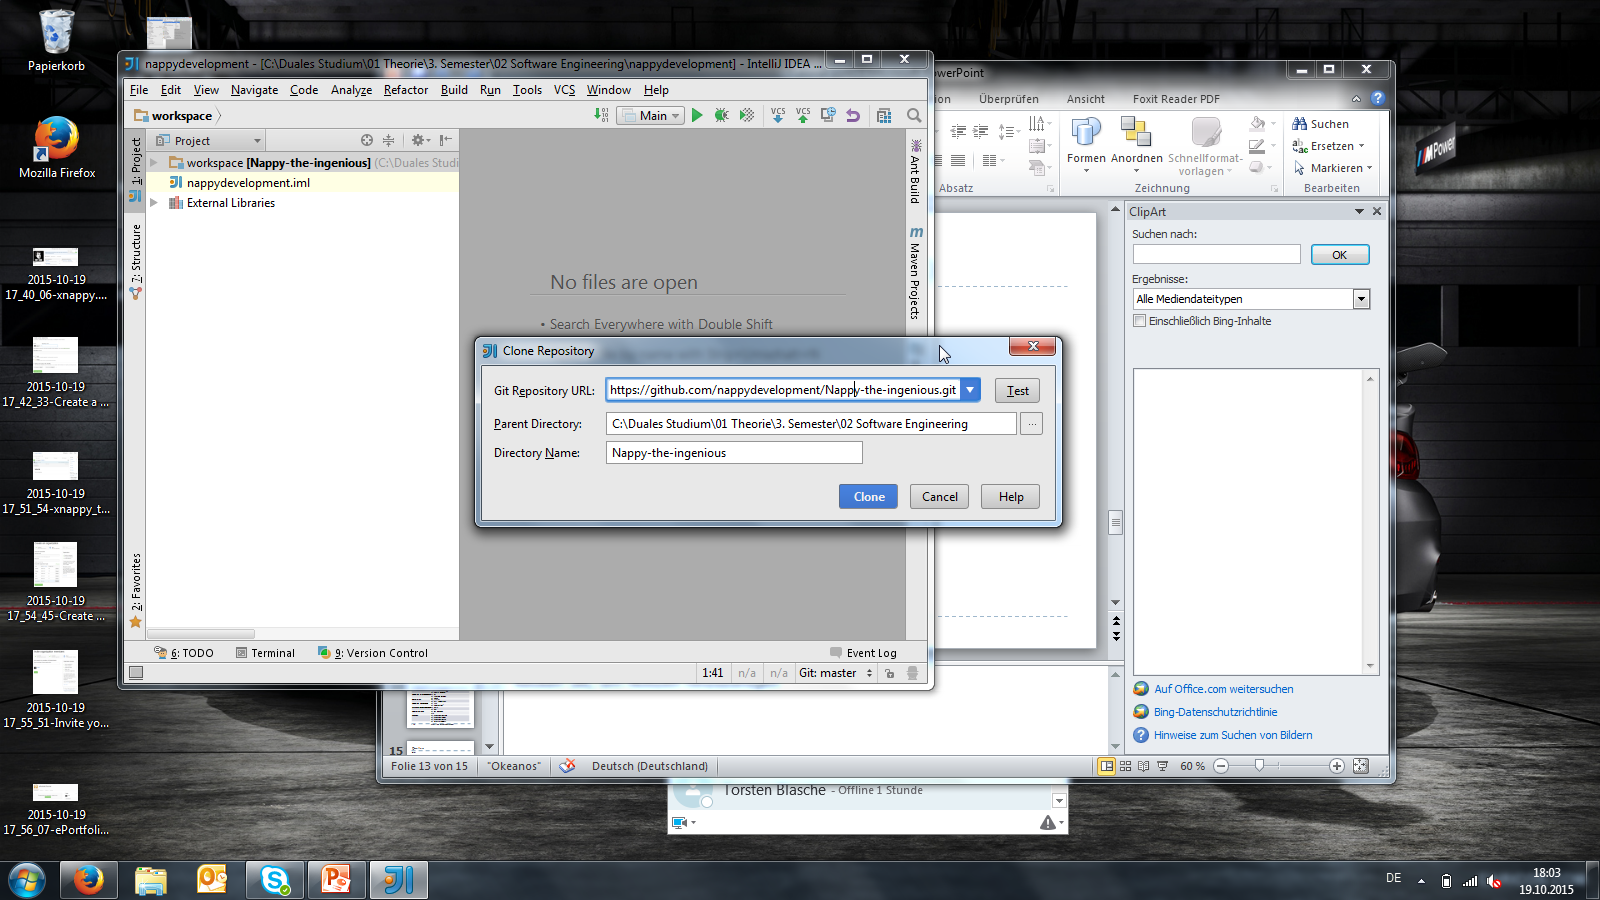 Papierkorb
Mozilla Firefox
2015-10-19
17_40_06-xnappy....
2015-10-19
17_42_33-Create a ...
2015-10-19
17_51_54-xnappy_t...
2015-10-19
17_54_45-Create ...
2015-10-19
17_55_51-Invite yo...
2015-10-19
17_56_07-ePortfoli...
nappydevelopment - [C:\Duales Studium\01 Theorie\3. Semester\02 Software Engineering\nappydevelopment] - IntelliJ IDEA ...
File Edit View Navigate Code Analyze Refactor Build Run Tools VCS Window Help
workspace
Main
VCS VCS
1: Project
Project
workspace [Nappy-the-ingenious] (C:\Duales Studi
nappydevelopment.iml
External Libraries
7: Structure
2: Favorites
Ant Build
m Maven Projects
No files are open
• Search Everywhere with Double Shift
Clone Repository
Git Repository URL: https://github.com/nappydevelopment/Nappy-the-ingenious.git Test
Parent Directory: C:\Duales Studium\01 Theorie\3. Semester\02 Software Engineering ...
Directory Name: Nappy-the-ingenious
Clone Cancel Help
6: TODO Terminal 9: Version Control Event Log
1:41 n/a n/a Git: master
owerPoint
on Überprüfen Ansicht Foxit Reader PDF
Formen Anordnen Schnellformat-
vorlagen
Suchen
Ersetzen
Markieren
Absatz Zeichnung Bearbeiten
ClipArt
Suchen nach:
OK
Ergebnisse:
Alle Mediendateitypen
Einschließlich Bing-Inhalte
Auf Office.com weitersuchen
Bing-Datenschutzrichtlinie
Hinweise zum Suchen von Bildern
15
Folie 13 von 15 "Okeanos" Deutsch (Deutschland) 60 %
Torsten Blasche - Offline 1 Stunde
M Power
DE 18:03
19.10.2015